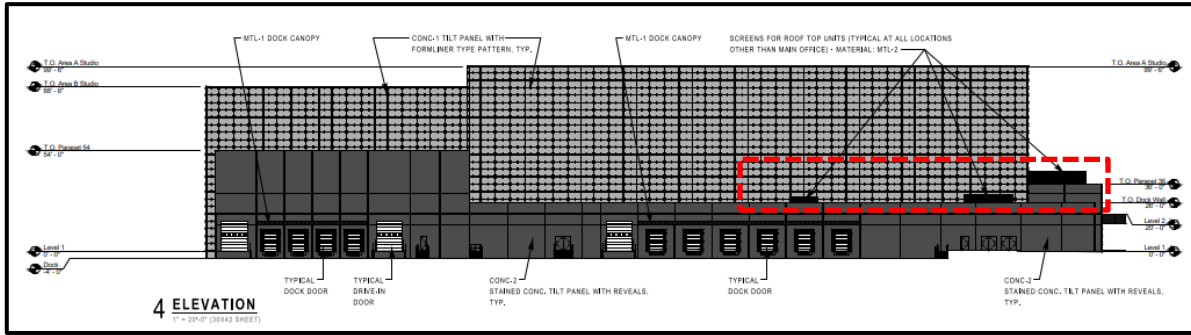 MTL-1 DOCK CANOPY
CONC-1 TILT PANEL WITH
FORMLINER TYPE PATTERN, TYP.
MTL-1 DOCK CANOPY
SCREENS FOR ROOF TOP UNITS (TYPICAL AT ALL LOCATIONS
OTHER THAN MAIN OFFICE) - MATERIAL: MTL-2
T.O. Area A Studio
99' - 6"
T.O. Area B Studio
88' - 6"
T.O. Parapet 54
54' - 0"
Level 1
0' - 0"
Dock
-4' - 0"
T.O. Area A Studio
99' - 6"
T.O. Parapet 36
36' - 0"
T.O. Dock Wall
26' - 0"
Level 2
20' - 0"
Level 1
0' - 0"
TYPICAL
DOCK DOOR
TYPICAL
DRIVE-IN
DOOR
CONC-2
STAINED CONC. TILT PANEL WITH REVEALS,
TYP.
TYPICAL
DOCK DOOR
CONC-2
STAINED CONC. TILT PANEL WITH REVEALS,
TYP.
4 ELEVATION
1" = 20'-0" (30X42 SHEET)